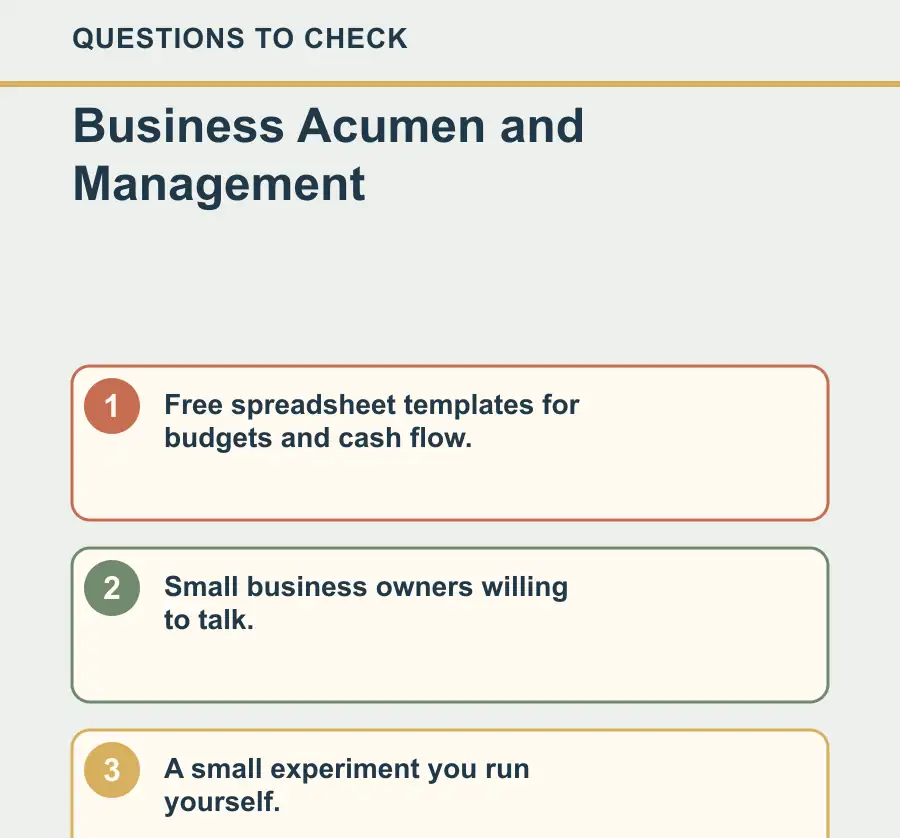 QUESTIONS TO CHECK
Business Acumen and
Management
1
Free spreadsheet templates for
budgets and cash flow.
2
Small business owners willing
to talk.
3
A small experiment you run
yourself.